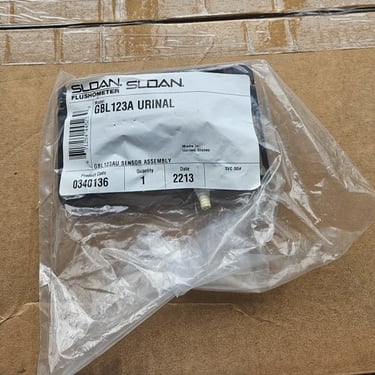 SLOAN. SLOAN.
FLUSHOMETER
Model
GBL123A URINAL
Made in
United States
GBL123AU SENSOR ASSEMBLY
Product Code Quantity Date
0340136 1 2213